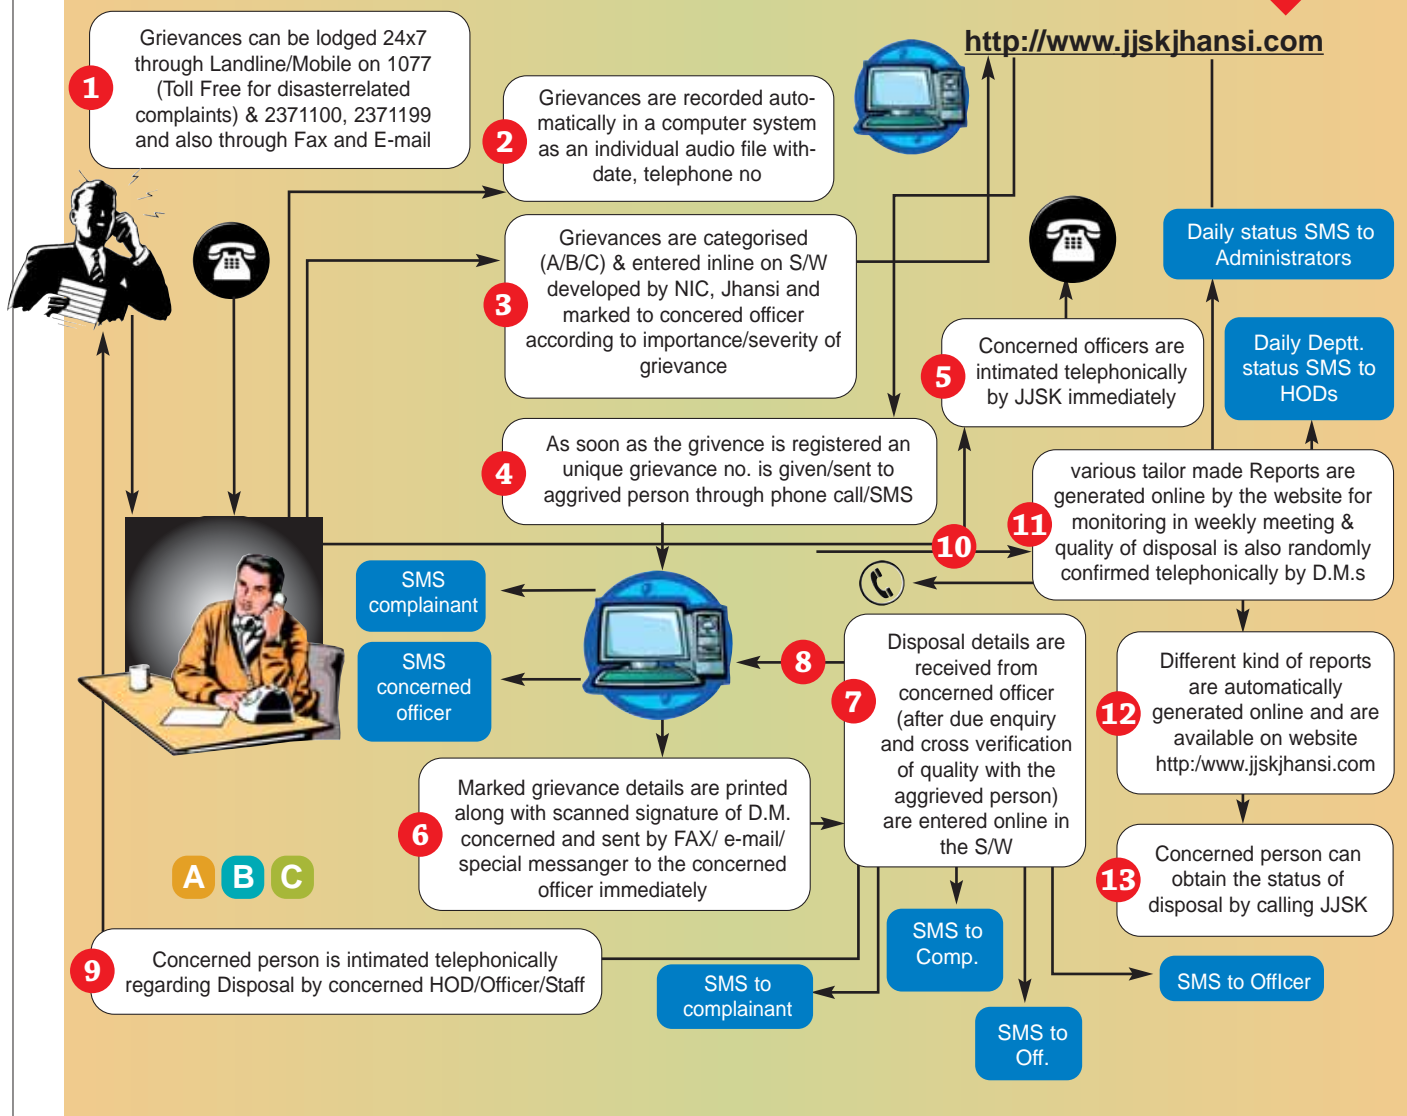 http://www.jjskjhansi.com
1
Grievances can be lodged 24x7
through Landline/Mobile on 1077
(Toll Free for disasterrelated
complaints) & 2371100, 2371199
and also through Fax and E-mail
2
Grievances are recorded auto-
matically in a computer system
as an individual audio file with-
date, telephone no
3
Grievances are categorised
(A/B/C) & entered inline on S/W
developed by NIC, Jhansi and
marked to concered officer
according to importance/severity of
grievance
Daily status SMS to
Administrators
5
Concerned officers are
intimated telephonically
by JJSK immediately
Daily Deptt.
status SMS to
HODs
4
As soon as the grivence is registered an
unique grievance no. is given/sent to
aggrived person through phone call/SMS
10
11
various tailor made Reports are
generated online by the website for
monitoring in weekly meeting &
quality of disposal is also randomly
confirmed telephonically by D.M.s
SMS
complainant
SMS
concerned
officer
8
7
Disposal details are
received from
concerned officer
(after due enquiry
and cross verification
of quality with the
aggrieved person)
are entered online in
the S/W
12
Different kind of reports
are automatically
generated online and are
available on website
http:/www.jjskjhansi.com
6
Marked grievance details are printed
along with scanned signature of D.M.
concerned and sent by FAX/ e-mail/
special messanger to the concerned
officer immediately
13
Concerned person can
obtain the status of
disposal by calling JJSK
A B C
9
Concerned person is intimated telephonically
regarding Disposal by concerned HOD/Officer/Staff
SMS to
complainant
SMS to
Comp.
SMS to
Off.
SMS to OffIcer